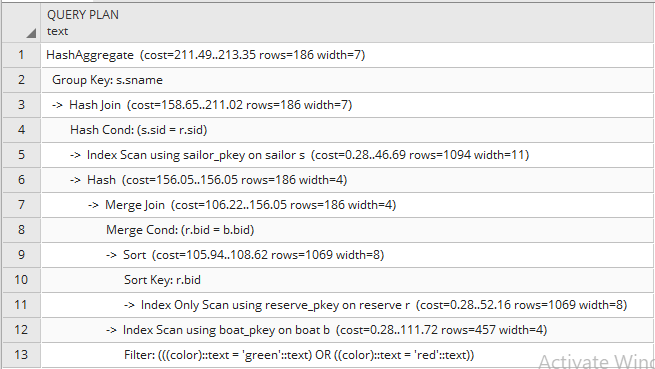 QUERY PLAN
text
1 HashAggregate (cost=211.49..213.35 rows=186 width=7)
2 Group Key: s.sname
3 -> Hash Join (cost=158.65..211.02 rows=186 width=7)
4 Hash Cond: (s.sid = r.sid)
5 -> Index Scan using sailor_pkey on sailor s (cost=0.28..46.69 rows=1094 width=11)
6 -> Hash (cost=156.05..156.05 rows=186 width=4)
7 -> Merge Join (cost=106.22..156.05 rows=186 width=4)
8 Merge Cond: (r.bid = b.bid)
9 -> Sort (cost=105.94..108.62 rows=1069 width=8)
10 Sort Key: r.bid
11 -> Index Only Scan using reserve_pkey on reserve r (cost=0.28..52.16 rows=1069 width=8)
12 -> Index Scan using boat_pkey on boat b (cost=0.28..111.72 rows=457 width=4)
13 Filter: (((color)::text = 'green'::text) OR ((color)::text = 'red'::text))
Activate